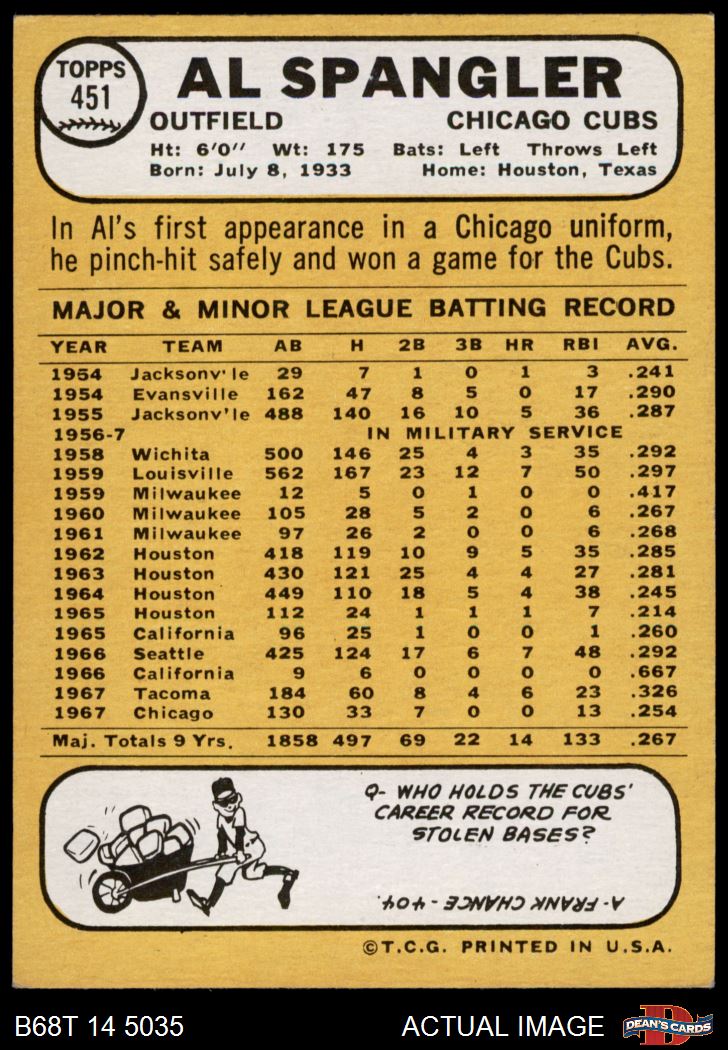 TOPPS
451
AL SPANGLER
OUTFIELD CHICAGO CUBS
Ht: 6'0" Wt: 175 Bats: Left Throws Left
Born: July 8, 1933 Home: Houston, Texas
In Al's first appearance in a Chicago uniform,
he pinch-hit safely and won a game for the Cubs.
MAJOR & MINOR LEAGUE BATTING RECORD
YEAR TEAM AB H 2B 3B HR RBI AVG.
1954 Jacksonv'le 29 7 1 0 1 3 .241
1954 Evansville 162 47 8 5 0 17 .290
1955 Jacksonv'le 488 140 16 10 5 36 .287
1956-7 IN MILITARY SERVICE
1958 Wichita 500 146 25 4 3 35 .292
1959 Louisville 562 167 23 12 7 50 .297
1959 Milwaukee 12 5 0 1 0 0 .417
1960 Milwaukee 105 28 5 2 0 6 .267
1961 Milwaukee 97 26 2 0 0 6 .268
1962 Houston 418 119 10 9 5 35 .285
1963 Houston 430 121 25 4 4 27 .281
1964 Houston 449 110 18 5 4 38 .245
1965 Houston 112 24 1 1 1 7 .214
1965 California 96 25 1 0 0 1 .260
1966 Seattle 425 124 17 6 7 48 .292
1966 California 9 6 0 0 0 0 .667
1967 Tacoma 184 60 8 4 6 23 .326
1967 Chicago 130 33 7 0 0 13 .254
Maj. Totals 9 Yrs. 1858 497 69 22 14 133 .267
Q- WHO HOLDS THE CUBS'
CAREER RECORD FOR
STOLEN BASES?
A- FRANK CHANCE - 404.
©T.C.G. PRINTED IN U.S.A.
B68T 14 5035 ACTUAL IMAGE
D
DEAN'S CARDS